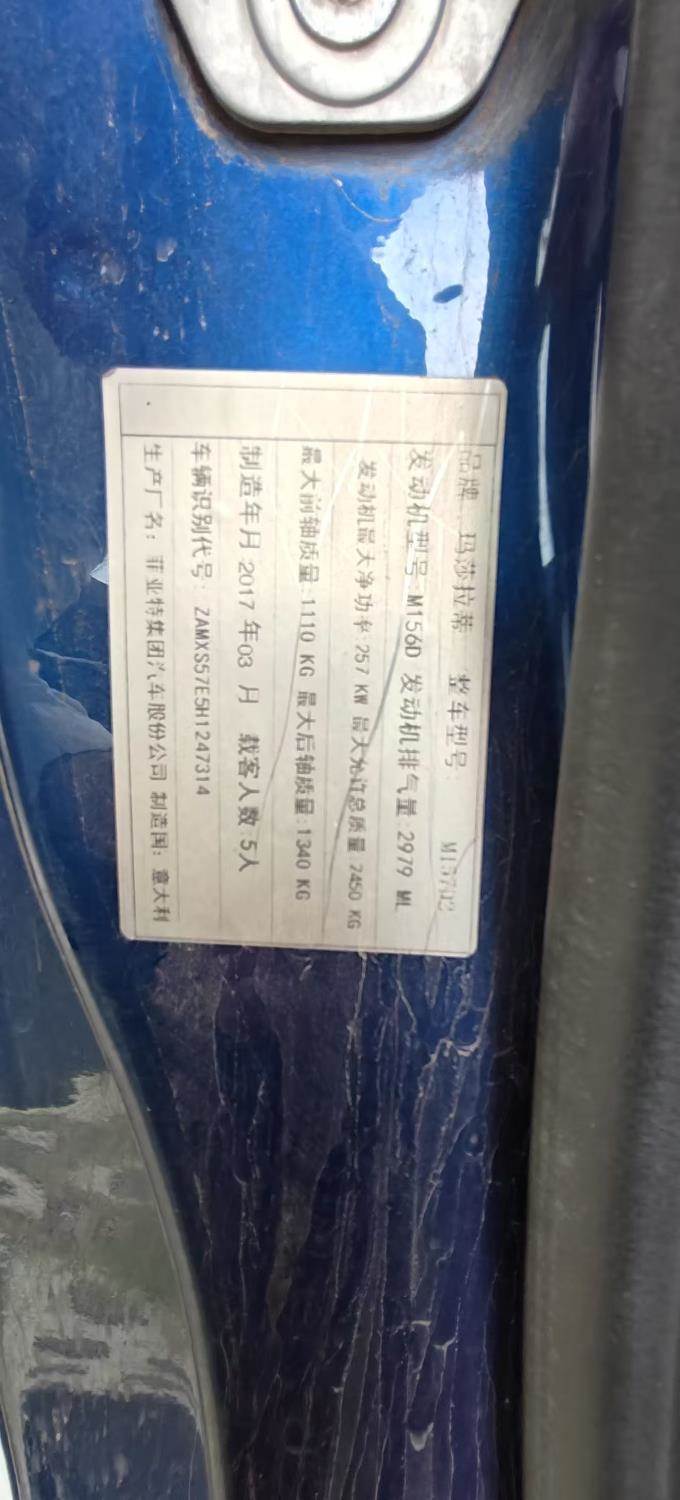 品牌 玛莎拉蒂 整车型号: M157D2
发动机型号:M156D 发动机排气量:2979 ML
发动机最大净功率:257 KW 最大允许总质量:2450 KG
最大前轴质量:1110 KG 最大后轴质量:1340 KG
制造年月:2017 年03 月 载客人数:5人
车辆识别代号: ZAMXS57E5H1247314
生产厂名: 菲亚特集团汽车股份公司 制造国: 意大利